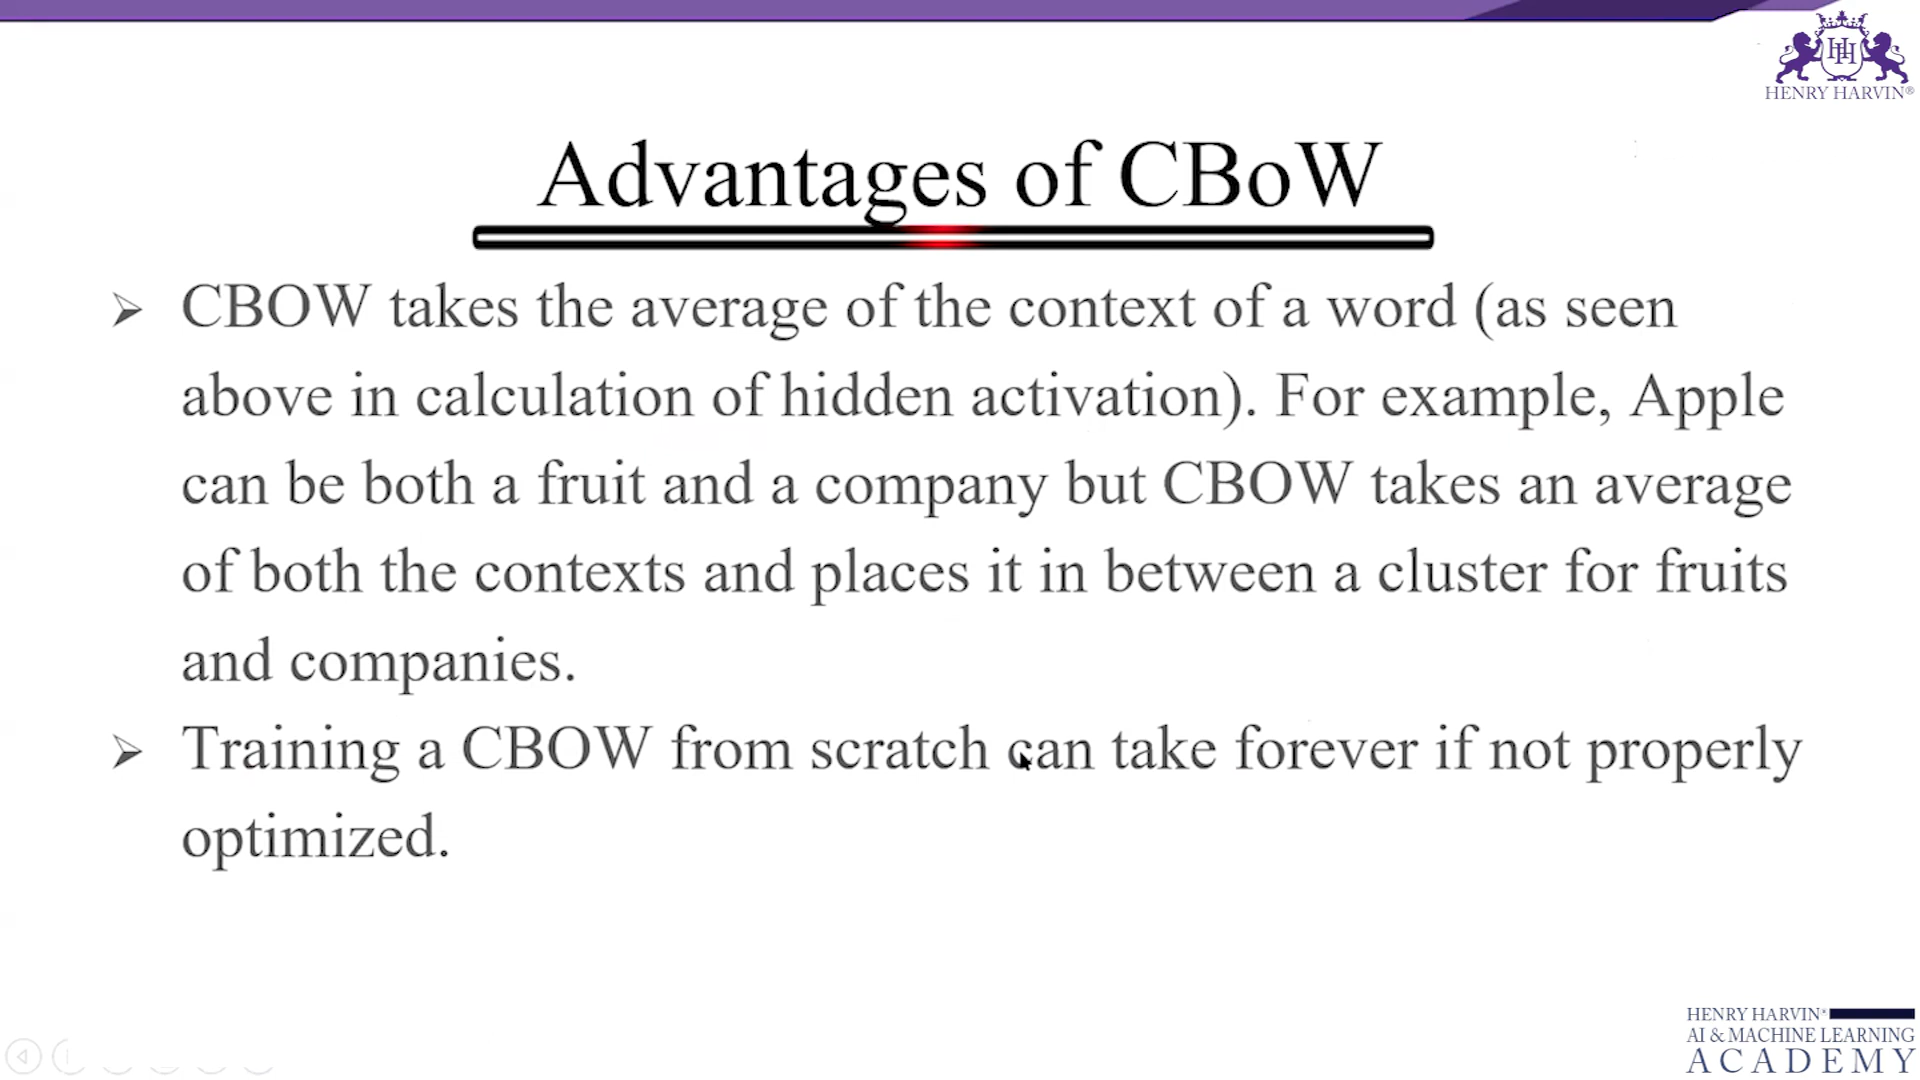 HENRY HARVIN®
Advantages of CBoW
➢ CBOW takes the average of the context of a word (as seen
above in calculation of hidden activation). For example, Apple
can be both a fruit and a company but CBOW takes an average
of both the contexts and places it in between a cluster for fruits
and companies.
➢ Training a CBOW from scratch can take forever if not properly
optimized.
HENRY HARVIN®
AI & MACHINE LEARNING
ACADEMY